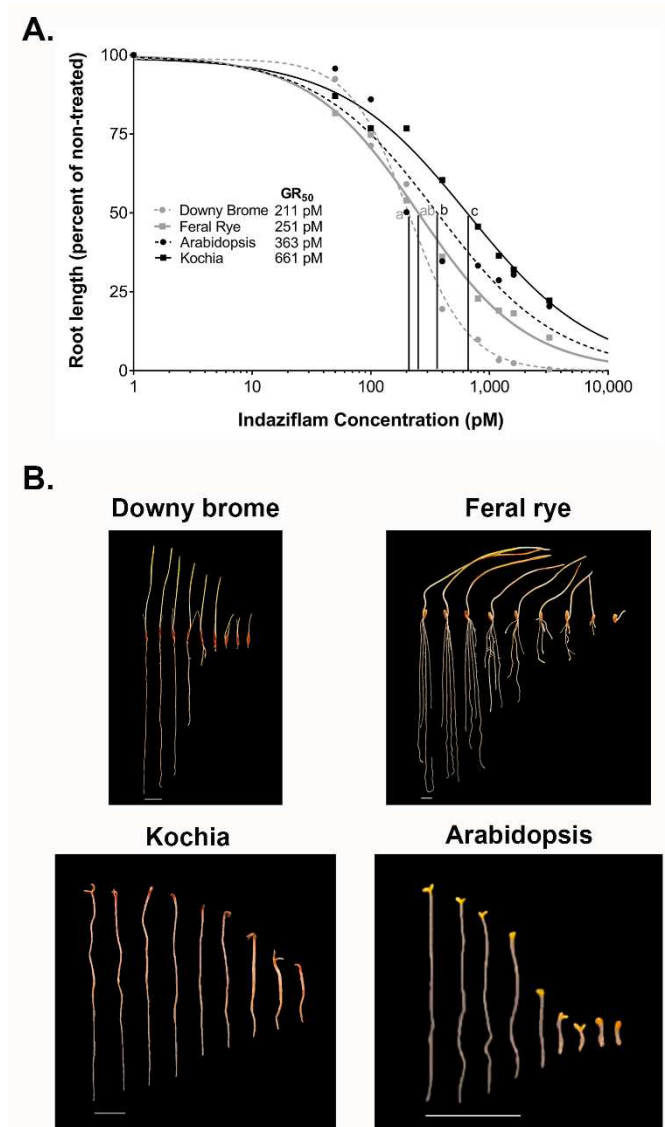 A.
Root length (percent of non-treated)
100
75
50
25
0
GR50
Downy Brome 211 pM
Feral Rye 251 pM
Arabidopsis 363 pM
Kochia 661 pM
a ab b c
1 10 100 1,000 10,000
Indaziflam Concentration (pM)
B.
Downy brome
Feral rye
Kochia
Arabidopsis